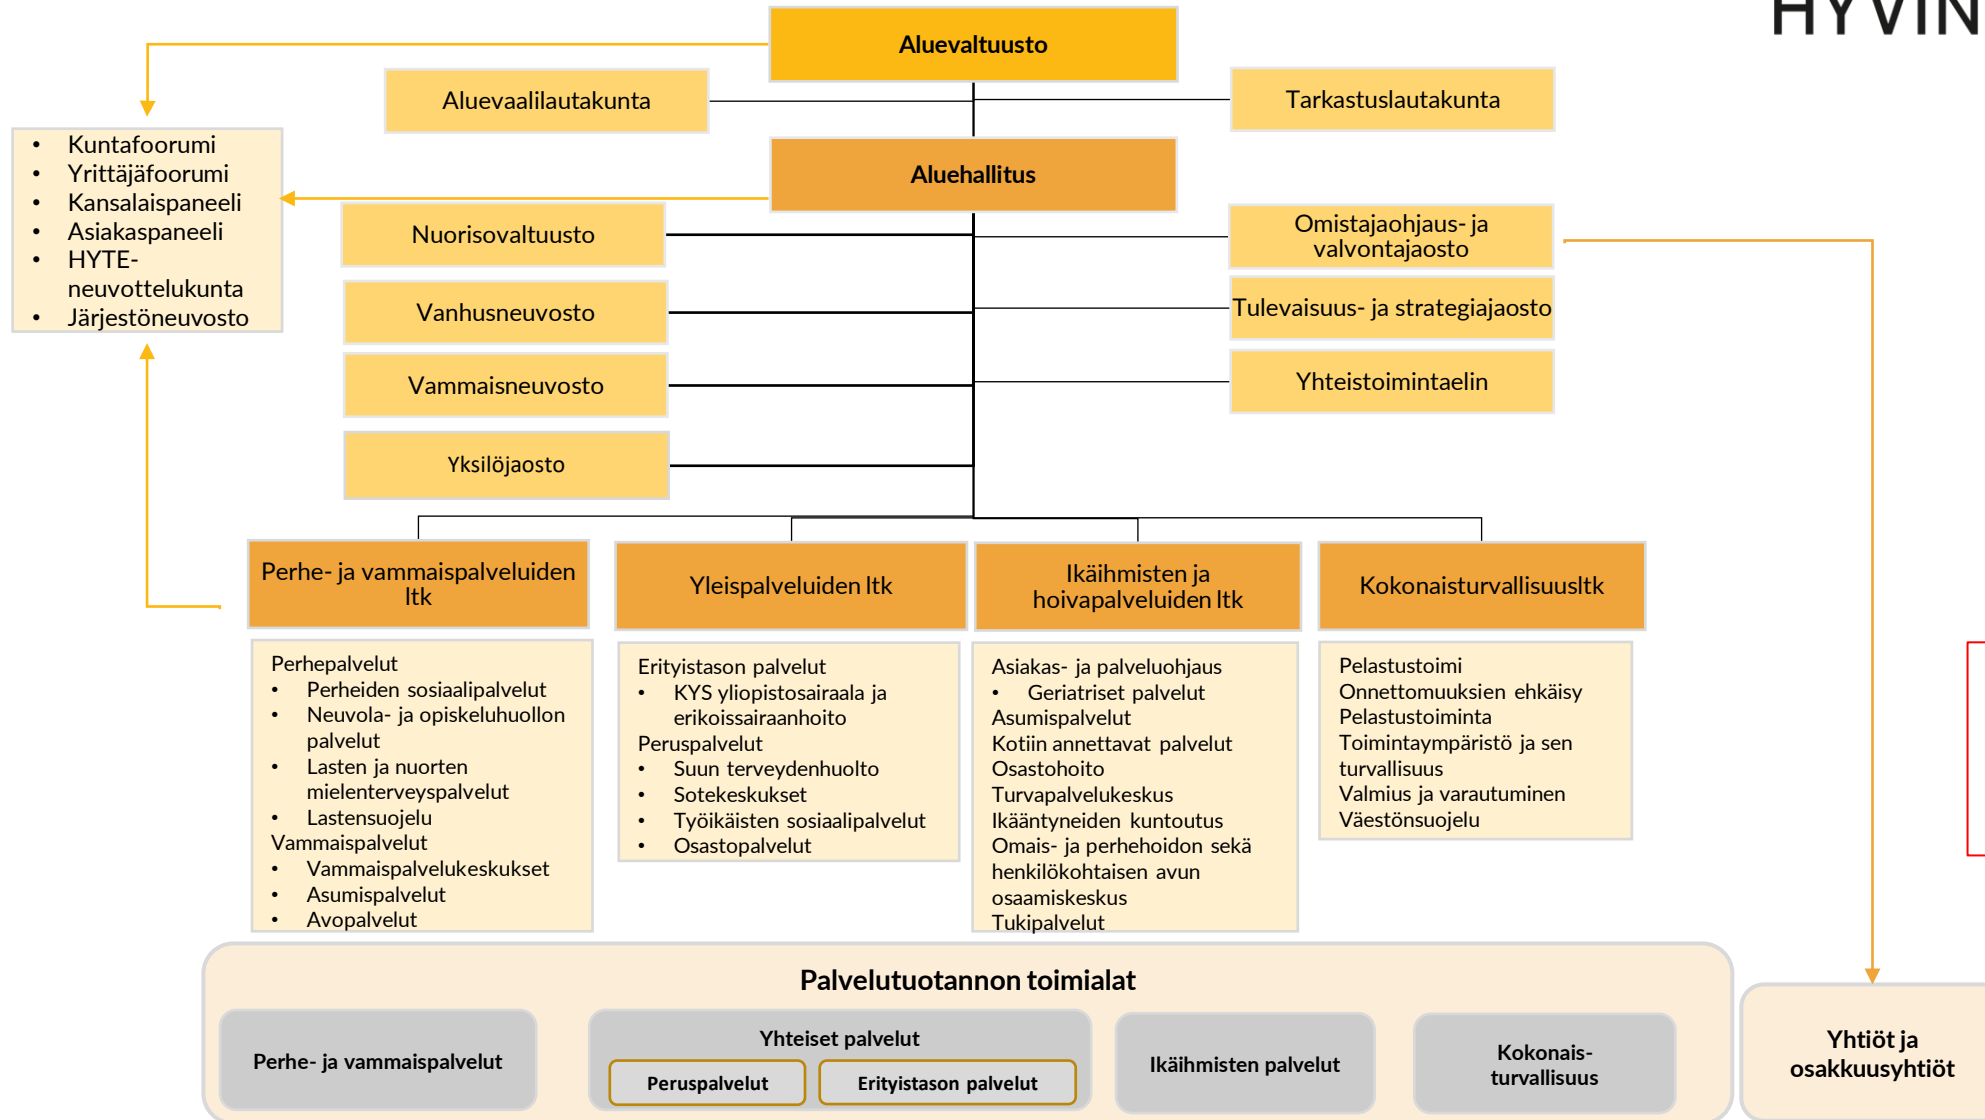 HYVIN
Aluevaltuusto
Aluevaalilautakunta
Tarkastuslautakunta
• Kuntafoorumi
• Yrittäjäfoorumi
• Kansalaispaneeli
• Asiakaspaneeli
• HYTE-
neuvottelukunta
• Järjestöneuvosto
Aluehallitus
Nuorisovaltuusto
Vanhusneuvosto
Vammaisneuvosto
Yksilöjaosto
Omistajaohjaus- ja
valvontajaosto
Tulevaisuus- ja strategiajaosto
Yhteistoimintaelin
Perhe- ja vammaispalveluiden
ltk
Yleispalveluiden ltk
Ikäihmisten ja
hoivapalveluiden ltk
Kokonaisturvallisuusltk
Perhepalvelut
• Perheiden sosiaalipalvelut
• Neuvola- ja opiskeluhuollon
palvelut
• Lasten ja nuorten
mielenterveyspalvelut
• Lastensuojelu
Vammaispalvelut
• Vammaispalvelukeskukset
• Asumispalvelut
• Avopalvelut
Erityistason palvelut
• KYS yliopistosairaala ja
erikoissairaanhoito
Peruspalvelut
• Suun terveydenhuolto
• Sotekeskukset
• Työikäisten sosiaalipalvelut
• Osastopalvelut
Asiakas- ja palveluohjaus
• Geriatriset palvelut
Asumispalvelut
Kotiin annettavat palvelut
Osastohoito
Turvapalvelukeskus
Ikääntyneiden kuntoutus
Omais- ja perhehoidon sekä
henkilökohtaisen avun
osaamiskeskus
Tukipalvelut
Pelastustoimi
Onnettomuuksien ehkäisy
Pelastustoiminta
Toimintaympäristö ja sen
turvallisuus
Valmius ja varautuminen
Väestönsuojelu
Palvelutuotannon toimialat
Perhe- ja vammaispalvelut
Yhteiset palvelut
Peruspalvelut
Erityistason palvelut
Ikäihmisten palvelut
Kokonais-
turvallisuus
Yhtiöt ja
osakkuusyhtiöt